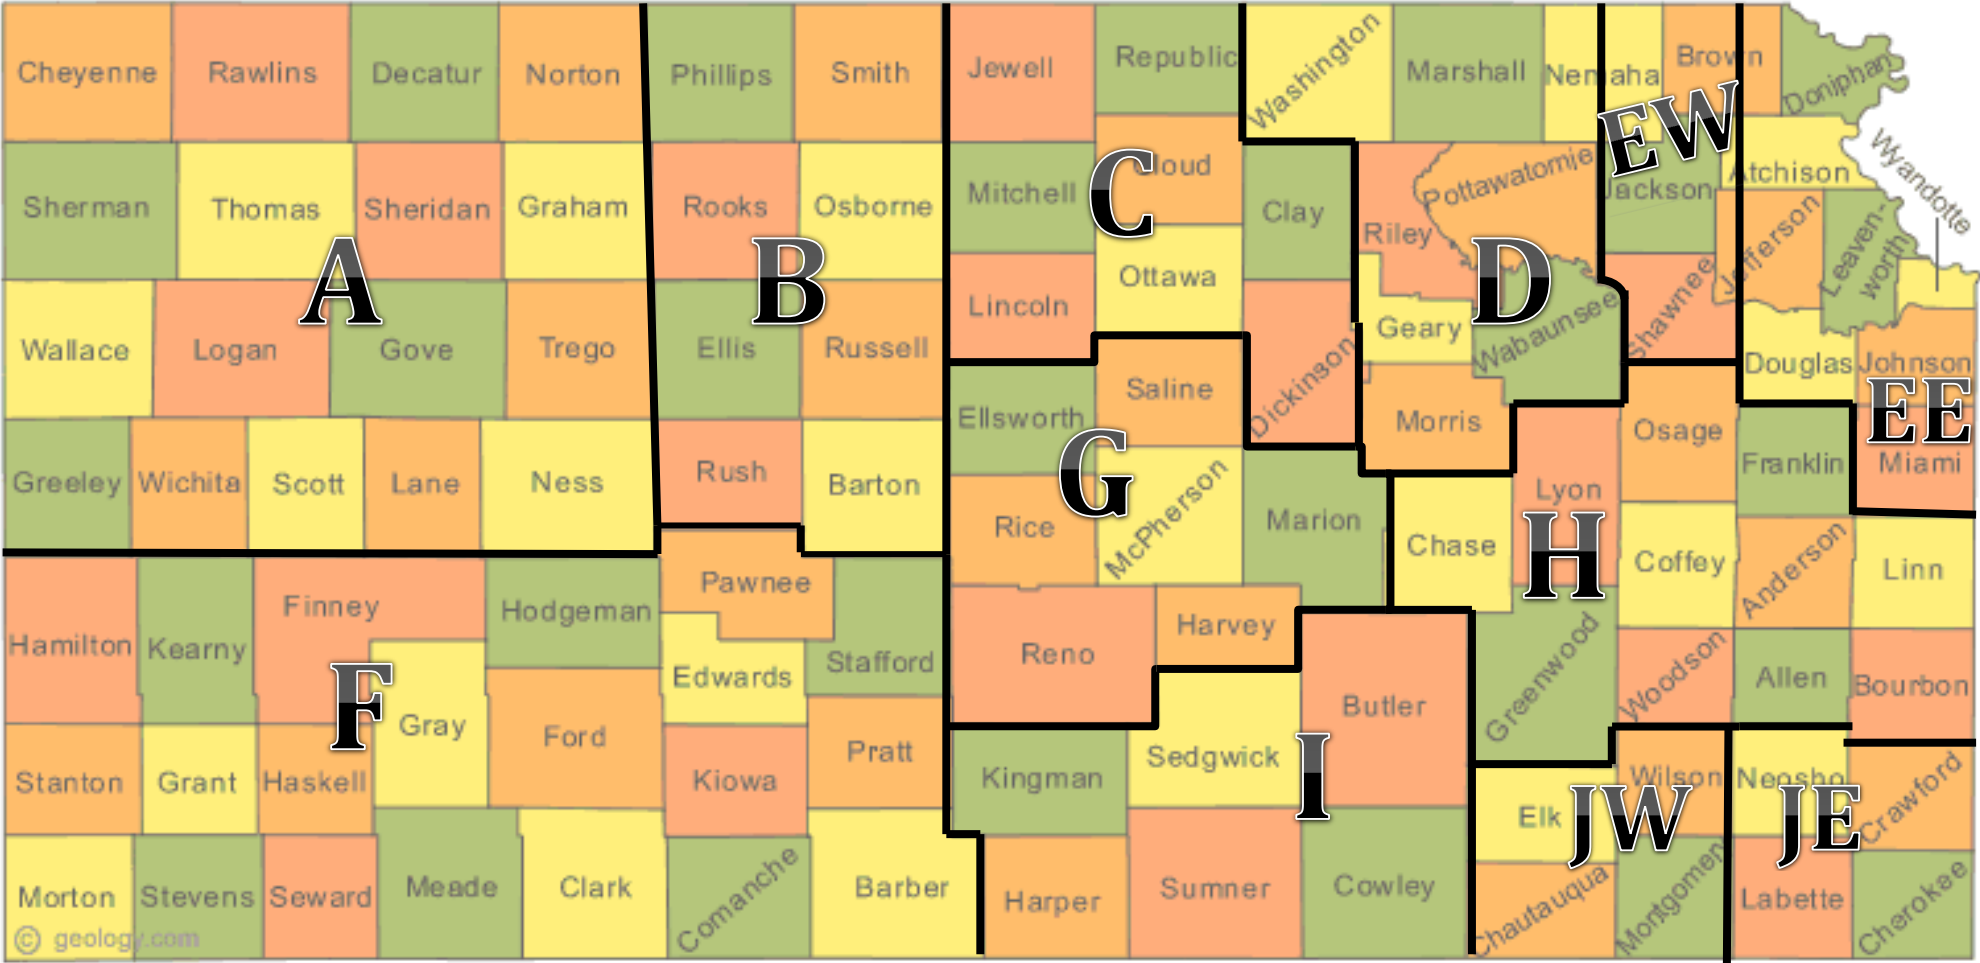 Cheyenne
Rawlins
Decatur
Norton
Phillips
Smith
Jewell
Republic
Washington
Marshall
Nemaha
Brown
Doniphan
Sherman
Thomas
Sheridan
Graham
Rooks
Osborne
Mitchell
Cloud
Clay
Riley
Pottawatomie
Jackson
Atchison
Jefferson
Leaven-
worth
Wyandotte
EW
A
B
C
D
Wallace
Logan
Gove
Trego
Ellis
Russell
Lincoln
Ottawa
Dickinson
Geary
Wabaunsee
Shawnee
Douglas
Johnson
EE
Greeley
Wichita
Scott
Lane
Ness
Rush
Barton
Ellsworth
Saline
G
Rice
McPherson
Marion
Morris
Chase
Lyon
H
Osage
Franklin
Miami
Coffey
Anderson
Linn
Hamilton
Kearny
Finney
Hodgeman
Pawnee
Edwards
Stafford
Reno
Harvey
Butler
Greenwood
Woodson
Allen
Bourbon
F
Gray
Ford
Kiowa
Pratt
Kingman
Sedgwick
I
Stanton
Grant
Haskell
Elk
Wilson
JW
Neosho
JE
Crawford
Morton
Stevens
Seward
Meade
Clark
Comanche
Barber
Harper
Sumner
Cowley
Chautauqua
Montgomery
Labette
Cherokee
© geology.com